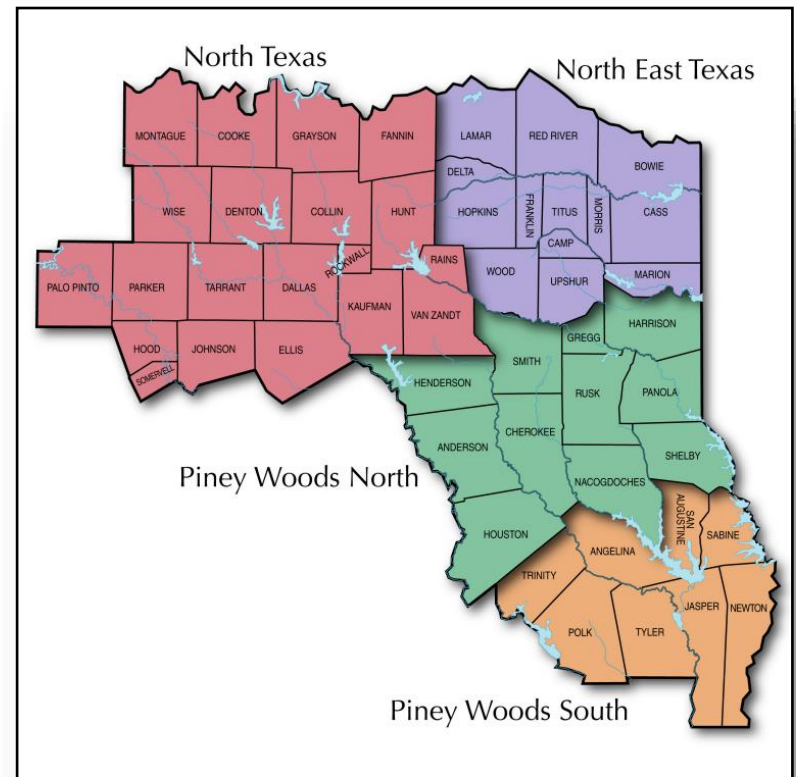 North Texas
North East Texas
MONTAGUE
COOKE
GRAYSON
FANNIN
LAMAR
RED RIVER
BOWIE
DELTA
WISE
DENTON
COLLIN
HUNT
HOPKINS
FRANKLIN
TITUS
MORRIS
CASS
CAMP
ROCKWALL
RAINS
WOOD
UPSHUR
MARION
PALO PINTO
PARKER
TARRANT
DALLAS
KAUFMAN
VAN ZANDT
HOOD
JOHNSON
ELLIS
SOMERVELL
SMITH
GREGG
HARRISON
HENDERSON
RUSK
PANOLA
CHEROKEE
ANDERSON
SHELBY
Piney Woods North
NACOGDOCHES
HOUSTON
SAN
AUGUSTINE
SABINE
ANGELINA
TRINITY
JASPER
NEWTON
POLK
TYLER
Piney Woods South